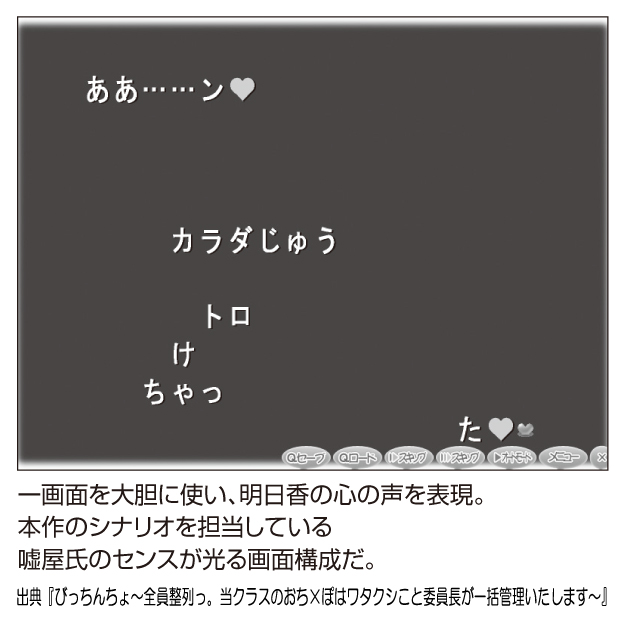 ああ……ン♥
カラダじゅう
トロ
け
ちゃっ
た♥
Qセーブ Qロード スキップ スキップ オートモード メニュー ×
一画面を大胆に使い、明日香の心の声を表現。
本作のシナリオを担当している
嘘屋氏のセンスが光る画面構成だ。
出典『びっちんちょ～全員整列っ。当クラスのおち×ぽはワタクシこと委員長が一括管理いたします～』